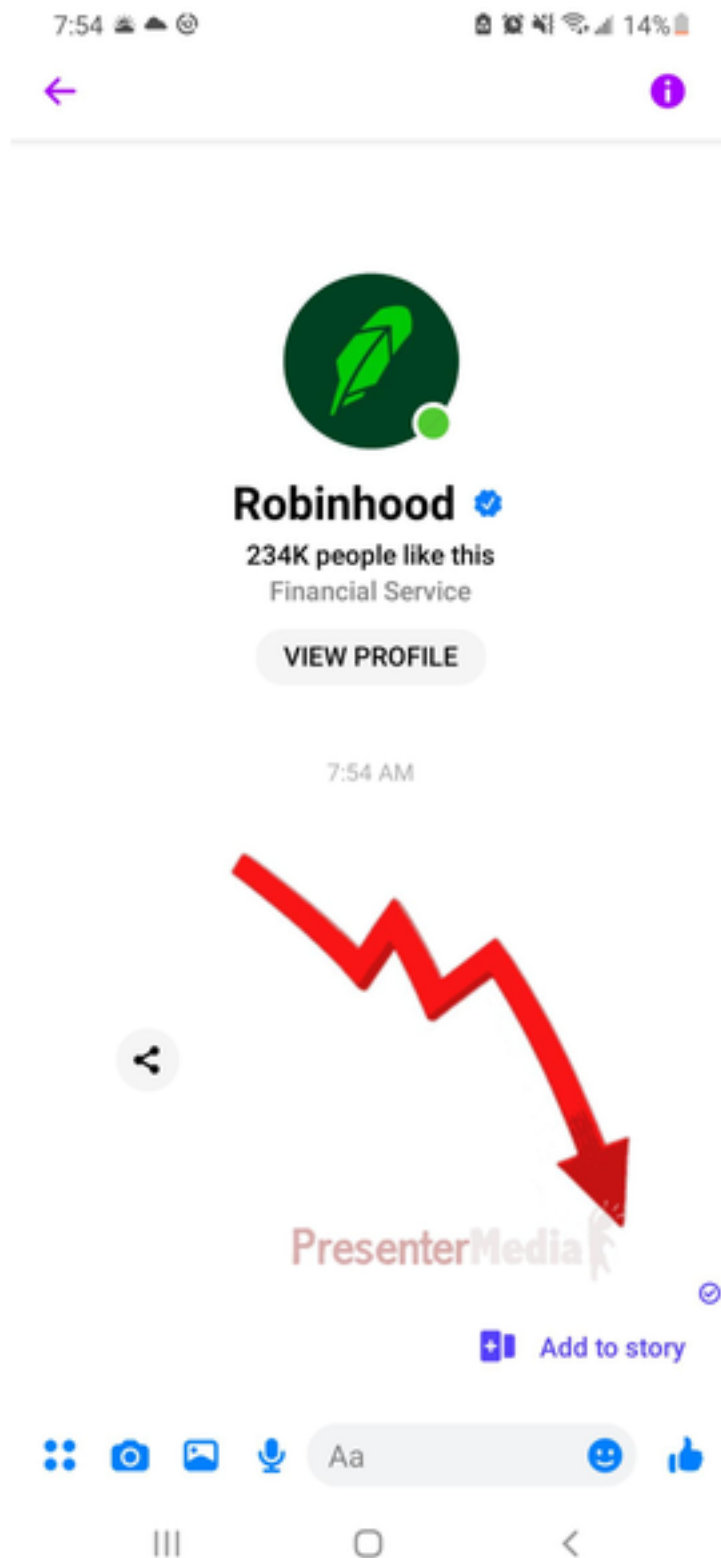 7:54
14%
Robinhood
234K people like this
Financial Service
VIEW PROFILE
7:54 AM
PresenterMedia
Add to story
Aa